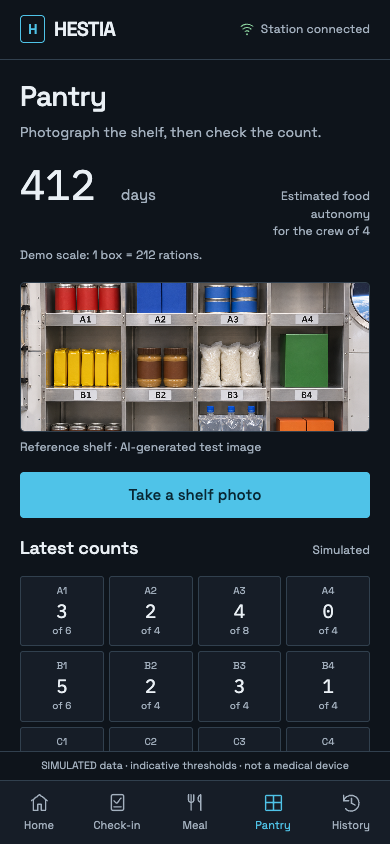 H HESTIA
Station connected
Pantry
Photograph the shelf, then check the count.
412 days
Estimated food
autonomy
for the crew of 4
Demo scale: 1 box = 212 rations.
A1 A2 A3 A4
B1 B2 B3 B4
Reference shelf · AI-generated test image
Take a shelf photo
Latest counts
Simulated
A1 A2 A3 A4
3 2 4 0
of 6 of 4 of 8 of 4
B1 B2 B3 B4
5 2 3 1
of 6 of 4 of 4 of 4
C1 C2 C3 C4
SIMULATED data · indicative thresholds · not a medical device
Home Check-in Meal Pantry History